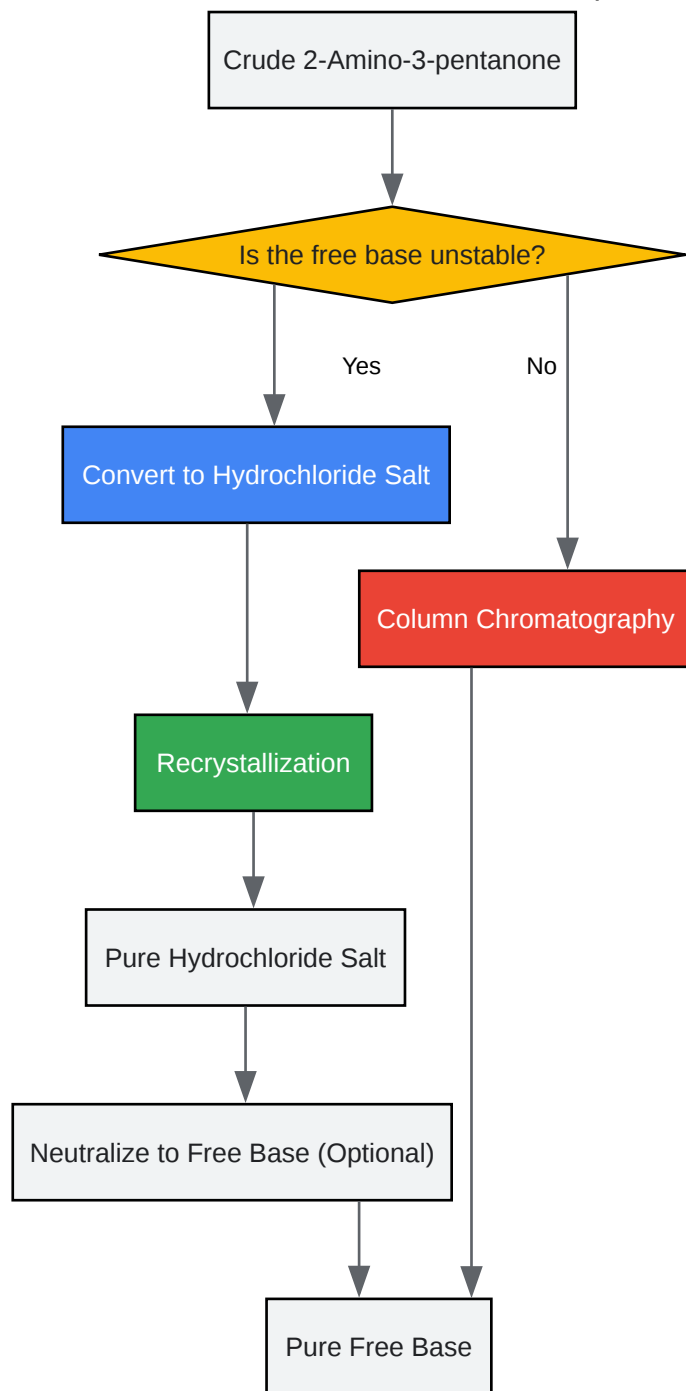 Crude 2-Amino-3-pentanone
Is the free base unstable?
Yes
No
Convert to Hydrochloride Salt
Column Chromatography
Recrystallization
Pure Hydrochloride Salt
Neutralize to Free Base (Optional)
Pure Free Base